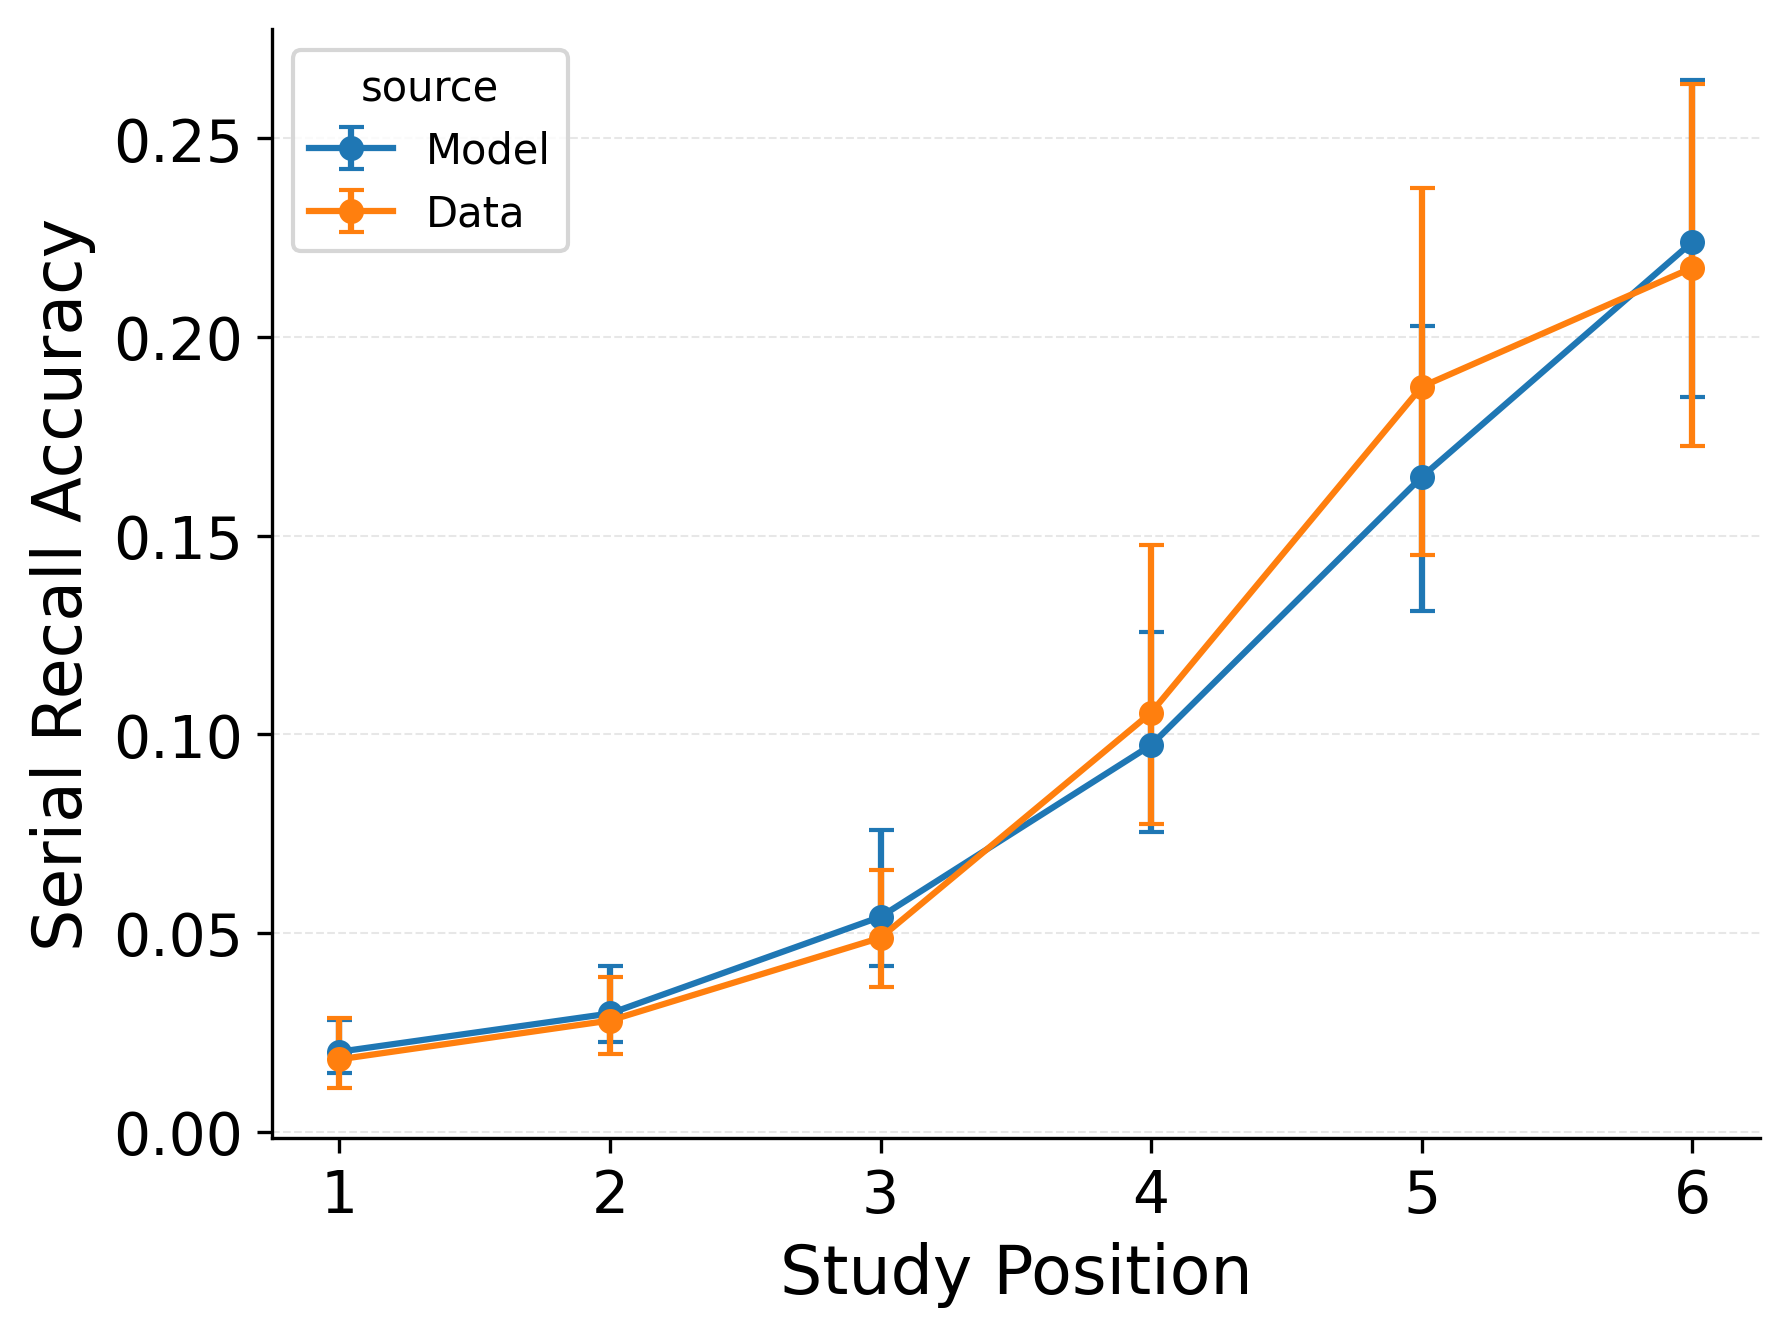 source
Model
Data
Serial Recall Accuracy
0.25
0.20
0.15
0.10
0.05
0.00
1 2 3 4 5 6
Study Position